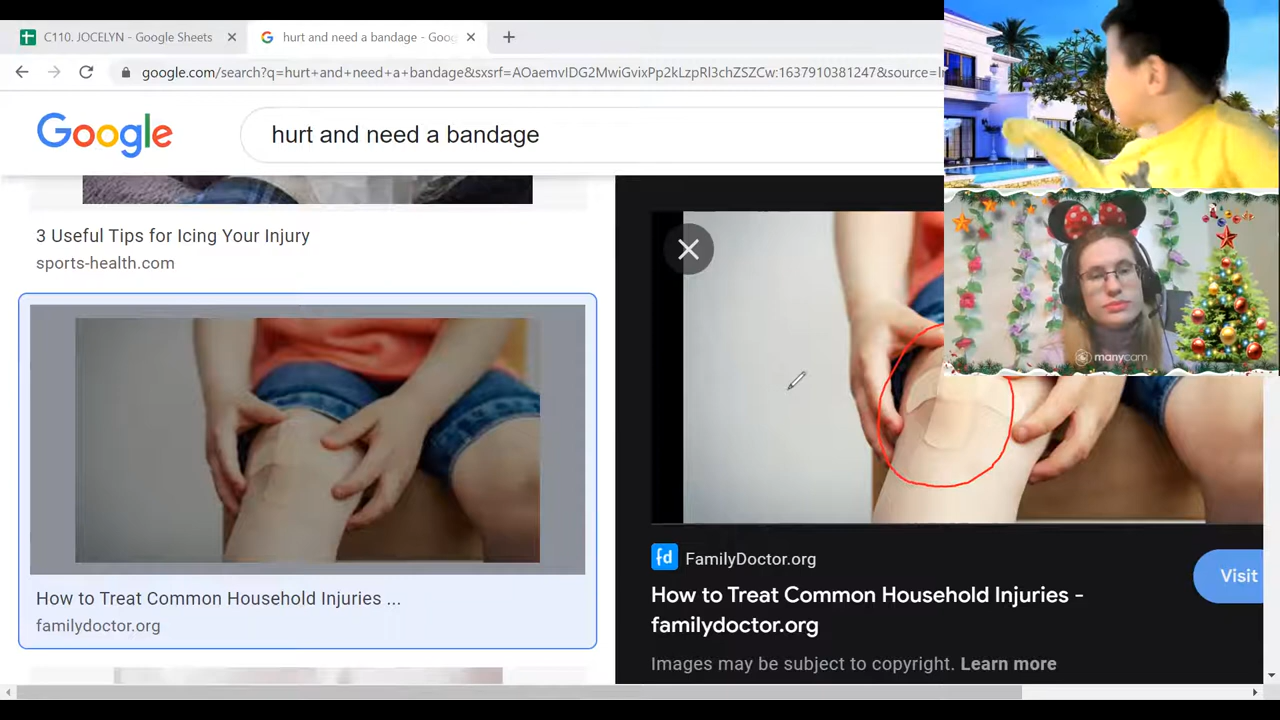 C110. JOCELYN - Google Sheets
hurt and need a bandage - Goo
google.com/search?q=hurt+and+need+a+bandage&sxsrf=AOaemvIDG2MwiGvixPp2kLzpRl3chZSZCw:1637910381247&source=
Google
hurt and need a bandage
3 Useful Tips for Icing Your Injury
sports-health.com
How to Treat Common Household Injuries ...
familydoctor.org
manycam
fd FamilyDoctor.org
How to Treat Common Household Injuries -
familydoctor.org
Visit
Images may be subject to copyright. Learn more